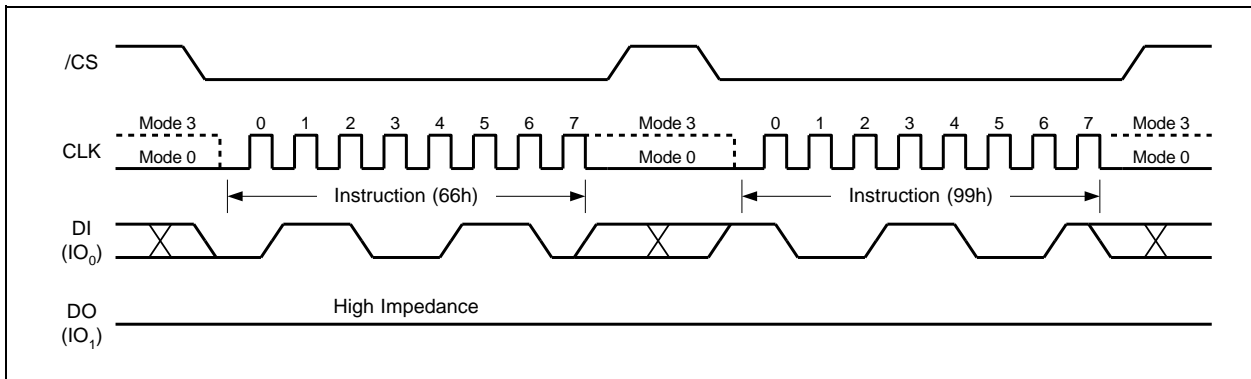 /CS
Mode 3 0 1 2 3 4 5 6 7 Mode 3 0 1 2 3 4 5 6 7 Mode 3
CLK Mode 0 Mode 0 Mode 0
Instruction (66h) Instruction (99h)
DI
(IO₀)
High Impedance
DO
(IO₁)